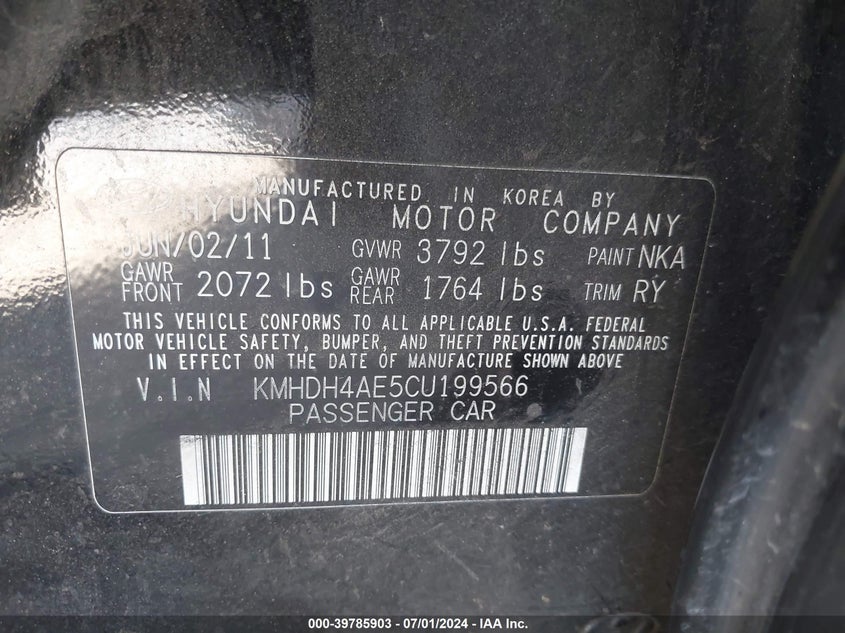 MANUFACTURED IN KOREA BY
HYUNDAI MOTOR COMPANY
JUN/02/11 GVWR 3792 lbs PAINT NKA
GAWR FRONT 2072 lbs GAWR REAR 1764 lbs TRIM RY
THIS VEHICLE CONFORMS TO ALL APPLICABLE U.S.A. FEDERAL
MOTOR VEHICLE SAFETY, BUMPER, AND THEFT PREVENTION STANDARDS
IN EFFECT ON THE DATE OF MANUFACTURE SHOWN ABOVE
V.I.N KMHDH4AE5CU199566
PASSENGER CAR
000-39785903 - 07/01/2024 - IAA Inc.